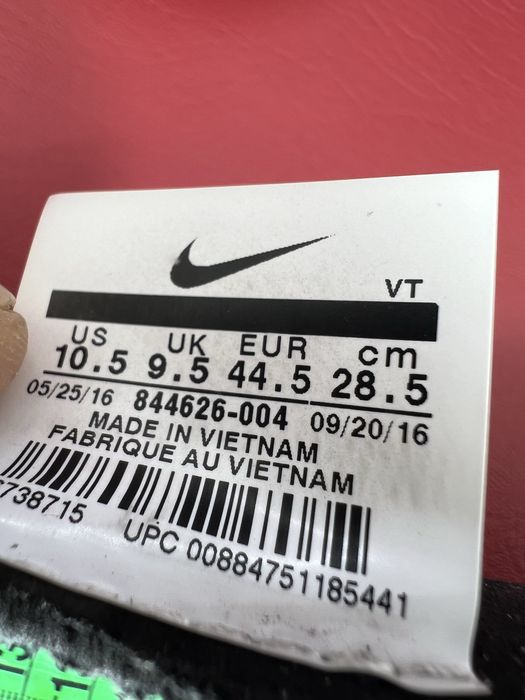 VT
US UK EUR cm
10.5 9.5 44.5 28.5
05/25/16 844626-004 09/20/16
MADE IN VIETNAM
FABRIQUE AU VIETNAM
738715
UPC 00884751185441